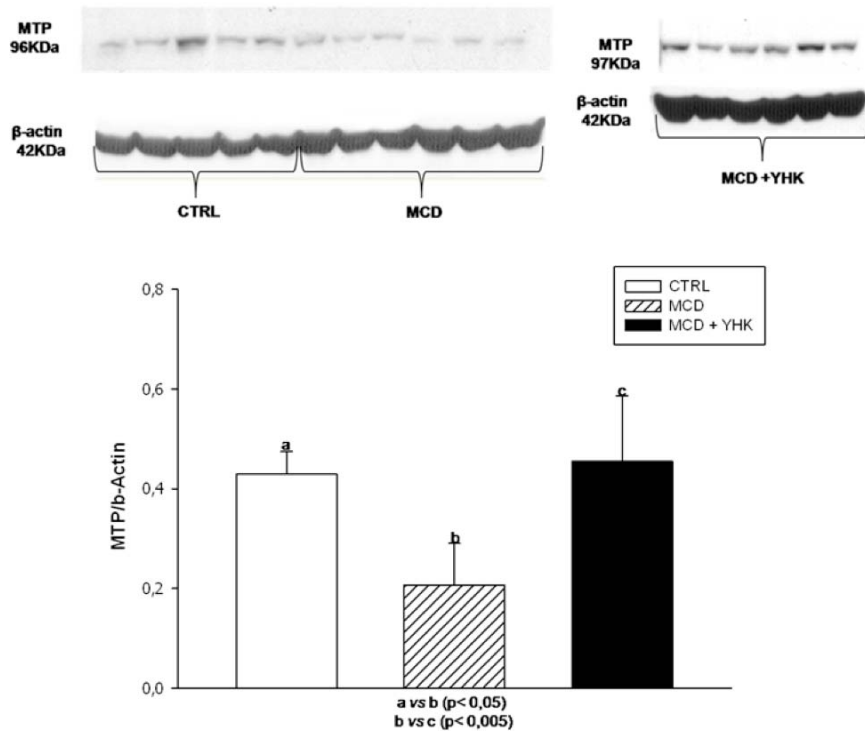 MTP
96KDa
β-actin
42KDa
CTRL
MCD
MTP
97KDa
β-actin
42KDa
MCD +YHK
CTRL
MCD
MCD + YHK
MTP/b-Actin
0,8
0,6
0,4
0,2
0,0
a
b
c
a vs b (p< 0,05)
b vs c (p< 0,005)